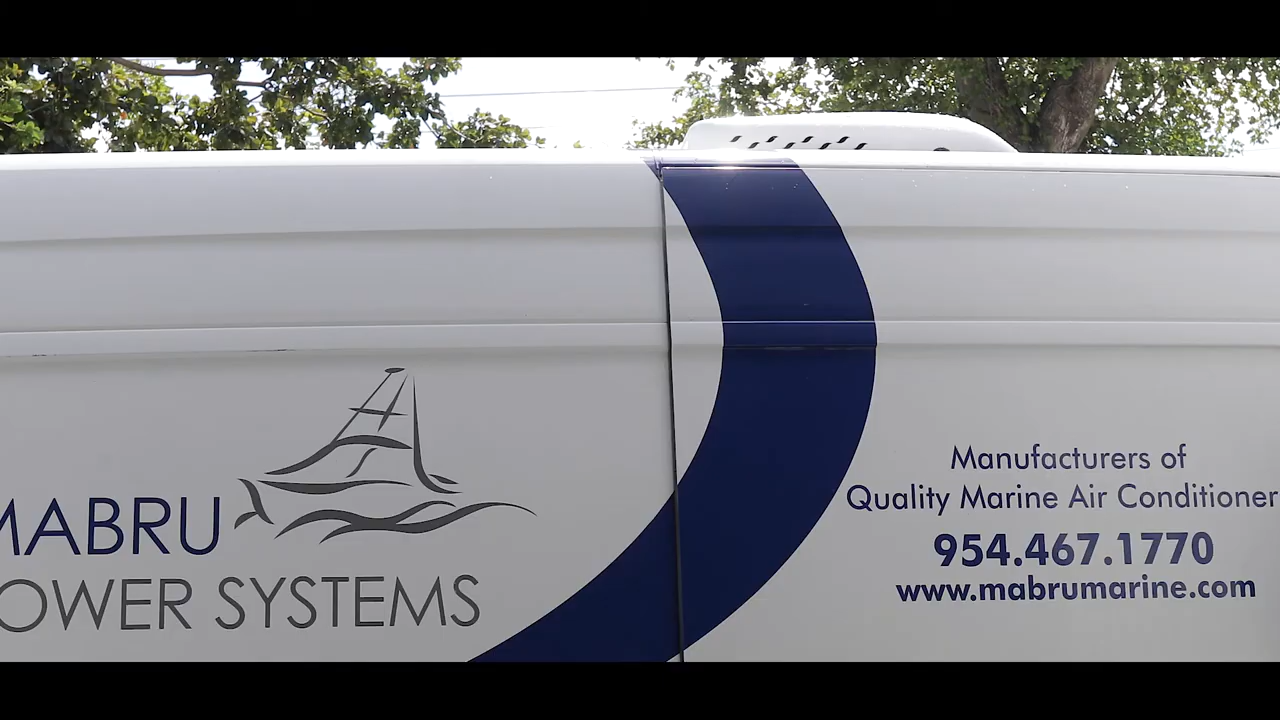 MABRU
OWER SYSTEMS
Manufacturers of
Quality Marine Air Conditioner
954.467.1770
www.mabrumarine.com